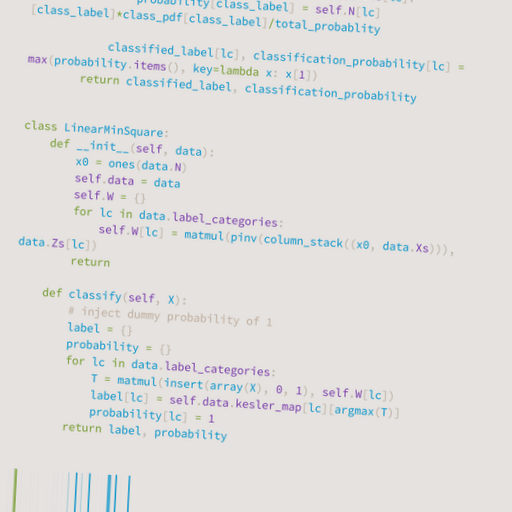 probability[class_label] = self.N[lc]
[class_label]*class_pdf[class_label]/total_probablity
classified_label[lc], classification_probability[lc] =
max(probability.items(), key=lambda x: x[1])
return classified_label, classification_probability
class LinearMinSquare:
def __init__(self, data):
x0 = ones(data.N)
self.data = data
self.W = {}
for lc in data.label_categories:
self.W[lc] = matmul(pinv(column_stack((x0, data.Xs))),
data.Zs[lc])
return
def classify(self, X):
# inject dummy probability of 1
label = {}
probability = {}
for lc in data.label_categories:
T = matmul(insert(array(X), 0, 1), self.W[lc])
label[lc] = self.data.kesler_map[lc][argmax(T)]
probability[lc] = 1
return label, probability